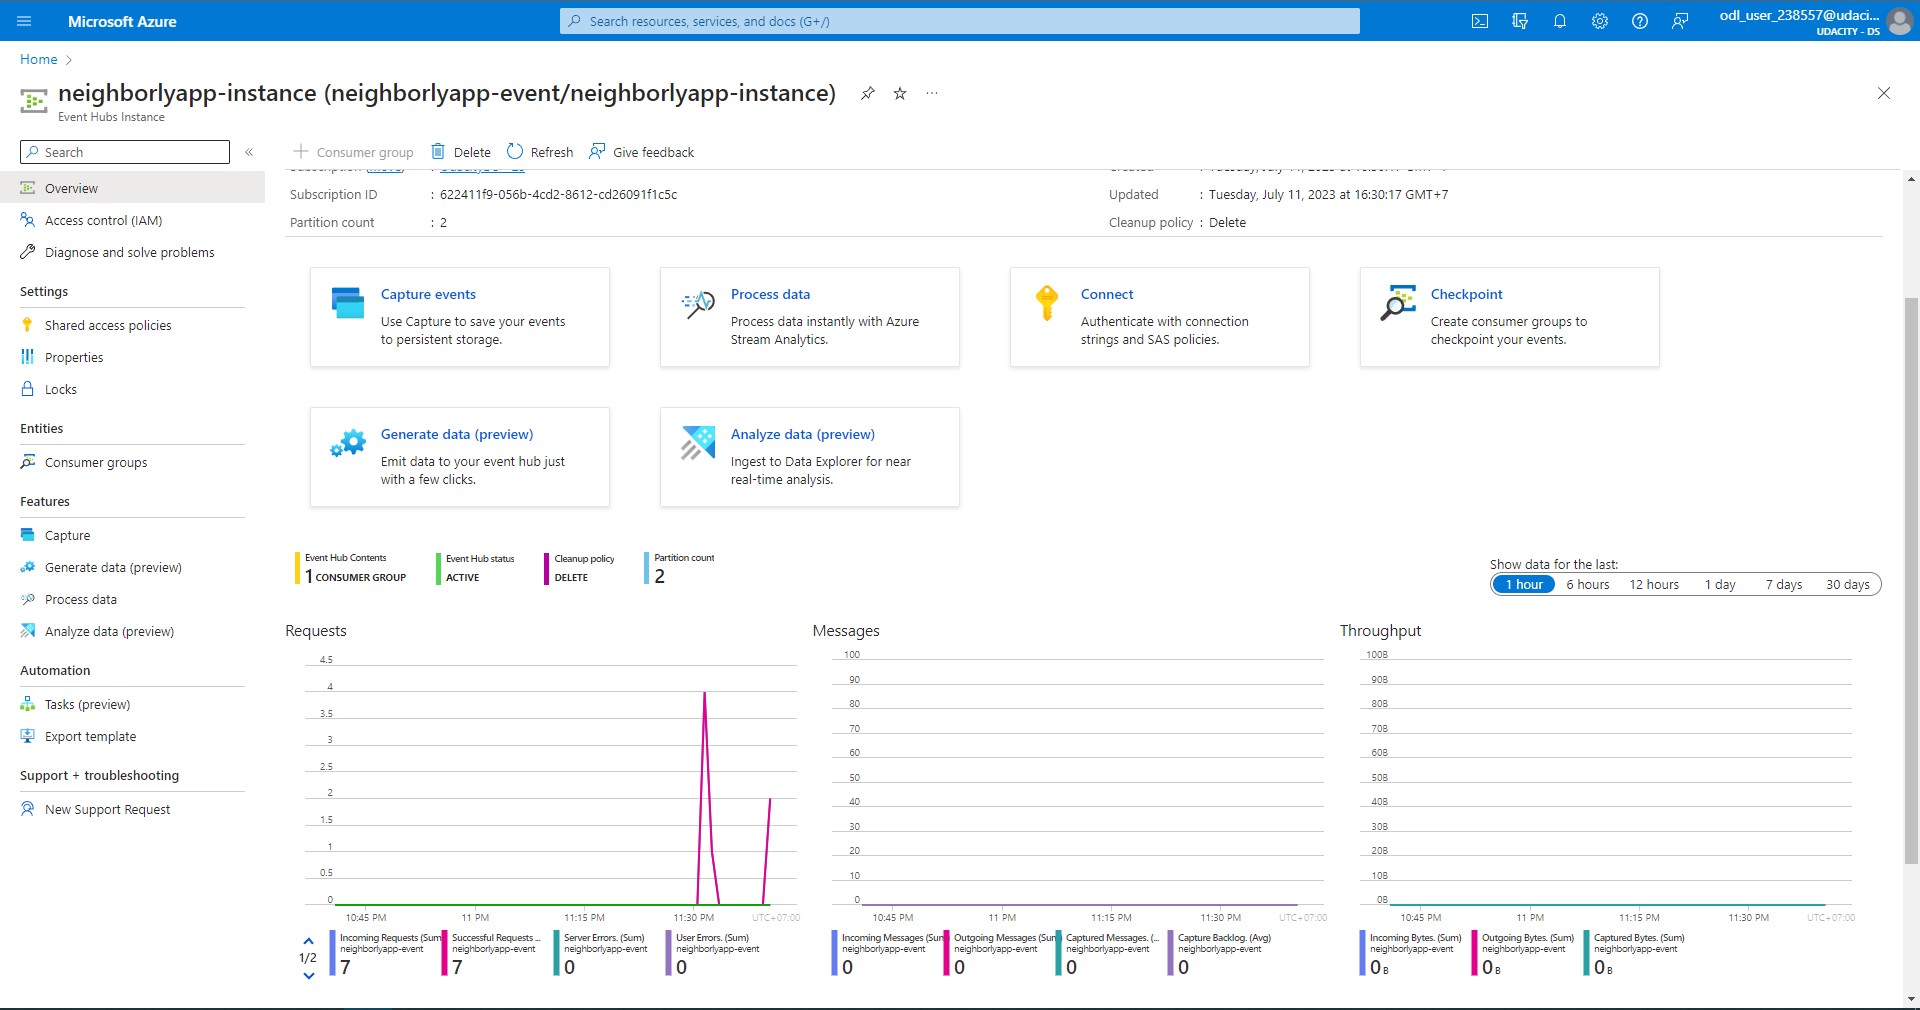 Microsoft Azure
Search resources, services, and docs (G+/)
odl_user_238557@udaci...
UDACITY - DS
Home
neighborlyapp-instance (neighborlyapp-event/neighborlyapp-instance)
Event Hubs Instance
Search
Consumer group
Delete
Refresh
Give feedback
Overview
Access control (IAM)
Diagnose and solve problems
Settings
Shared access policies
Properties
Locks
Entities
Consumer groups
Features
Capture
Generate data (preview)
Process data
Analyze data (preview)
Automation
Tasks (preview)
Export template
Support + troubleshooting
New Support Request
Subscription ID : 622411f9-056b-4cd2-8612-cd26091f1c5c
Partition count : 2
Updated : Tuesday, July 11, 2023 at 16:30:17 GMT+7
Cleanup policy : Delete
Capture events
Use Capture to save your events
to persistent storage.
Process data
Process data instantly with Azure
Stream Analytics.
Connect
Authenticate with connection
strings and SAS policies.
Checkpoint
Create consumer groups to
checkpoint your events.
Generate data (preview)
Emit data to your event hub just
with a few clicks.
Analyze data (preview)
Ingest to Data Explorer for near
real-time analysis.
Event Hub Contents
1 CONSUMER GROUP
Event Hub status
ACTIVE
Cleanup policy
DELETE
Partition count
2
Show data for the last:
1 hour 6 hours 12 hours 1 day 7 days 30 days
Requests
4.5
4
3.5
3
2.5
2
1.5
1
0.5
0
10:45 PM 11 PM 11:15 PM 11:30 PM UTC+07:00
1/2
Incoming Requests (Sum
neighborlyapp-event
7
Successful Requests ...
neighborlyapp-event
7
Server Errors. (Sum)
neighborlyapp-event
0
User Errors. (Sum)
neighborlyapp-event
0
Messages
100
90
80
70
60
50
40
30
20
10
0
10:45 PM 11 PM 11:15 PM 11:30 PM UTC+07:00
Incoming Messages (Sum
neighborlyapp-event
0
Outgoing Messages (Sum
neighborlyapp-event
0
Captured Messages. (...
neighborlyapp-event
0
Capture Backlog. (Avg)
neighborlyapp-event
0
Throughput
100B
90B
80B
70B
60B
50B
40B
30B
20B
10B
0B
10:45 PM 11 PM 11:15 PM 11:30 PM UTC+07:00
Incoming Bytes. (Sum)
neighborlyapp-event
0 B
Outgoing Bytes. (Sum)
neighborlyapp-event
0 B
Captured Bytes. (Sum)
neighborlyapp-event
0 B